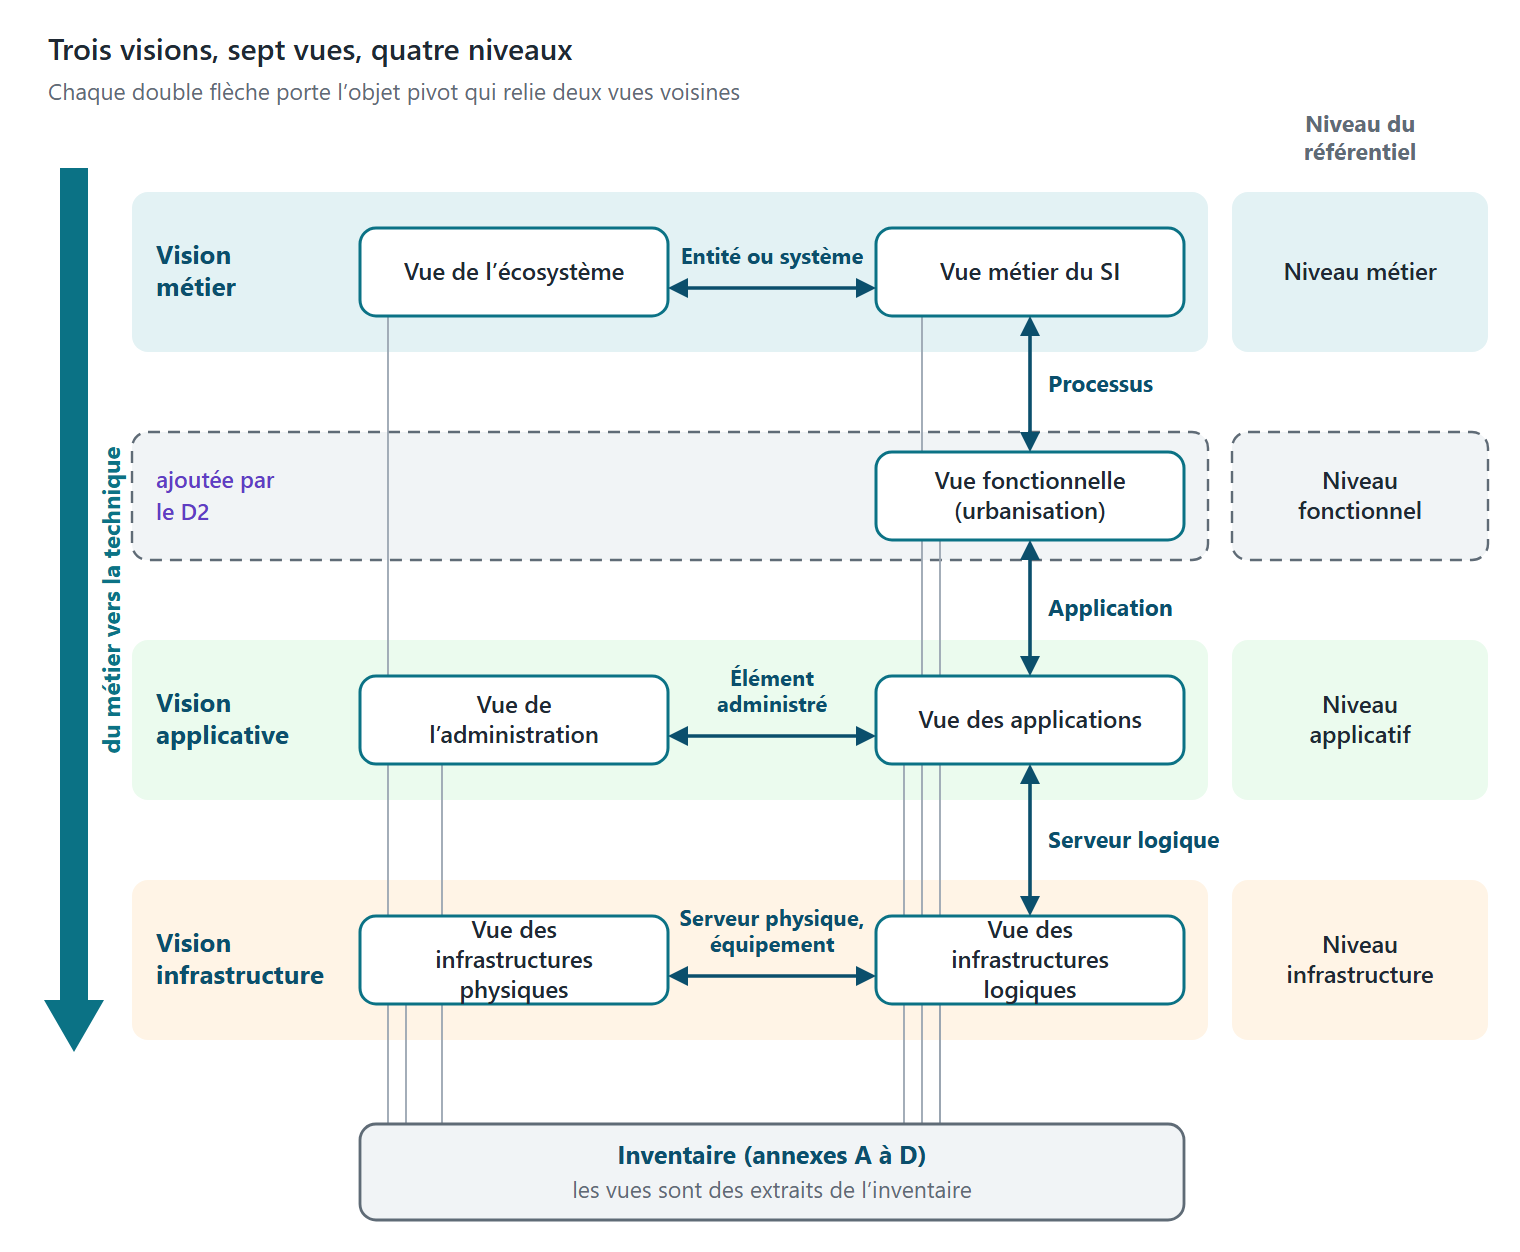 Trois visions, sept vues, quatre niveaux
Chaque double flèche porte l’objet pivot qui relie deux vues voisines
Niveau du
référentiel
du métier vers la technique
Vision
métier
Vue de l’écosystème
Entité ou système
Vue métier du SI
Niveau métier
Processus
ajoutée par
le D2
Vue fonctionnelle
(urbanisation)
Niveau
fonctionnel
Application
Vision
applicative
Vue de
l’administration
Élément
administré
Vue des applications
Niveau
applicatif
Serveur logique
Vision
infrastructure
Vue des
infrastructures
physiques
Serveur physique,
équipement
Vue des
infrastructures
logiques
Niveau
infrastructure
Inventaire (annexes A à D)
les vues sont des extraits de l’inventaire